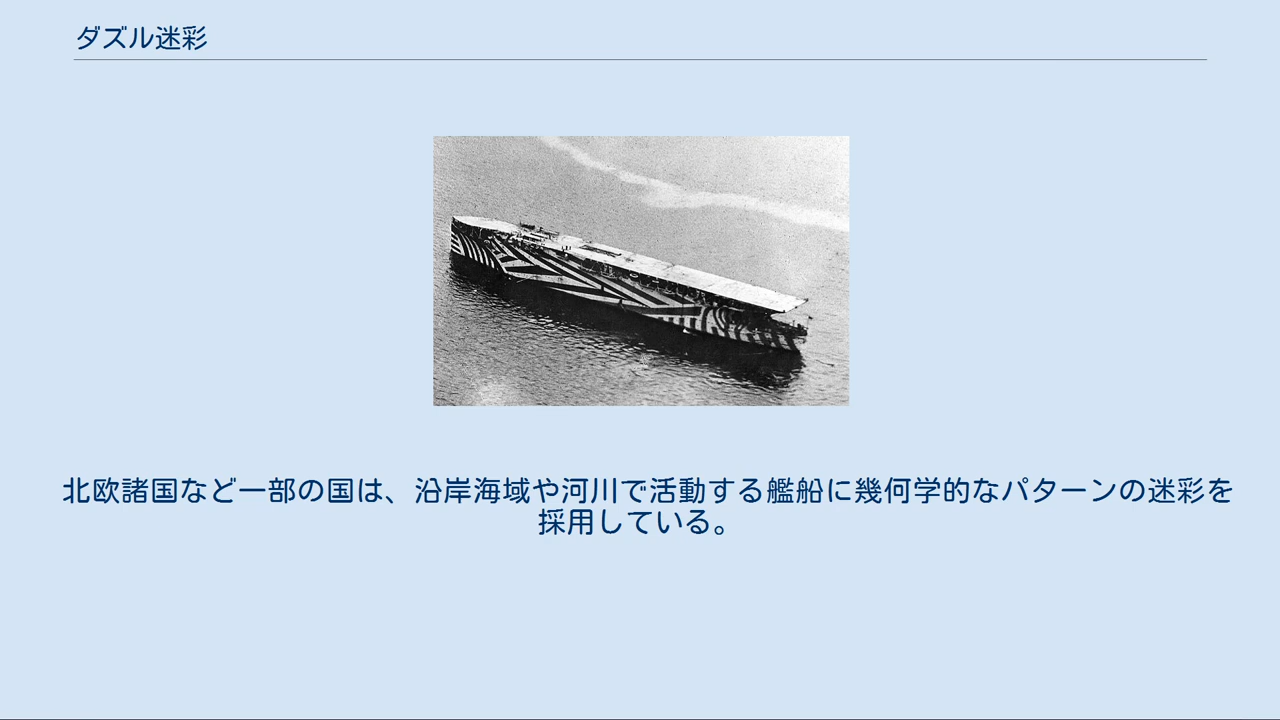 ダズル迷彩
北欧諸国など一部の国は、沿岸海域や河川で活動する艦船に幾何学的なパターンの迷彩を
採用している。